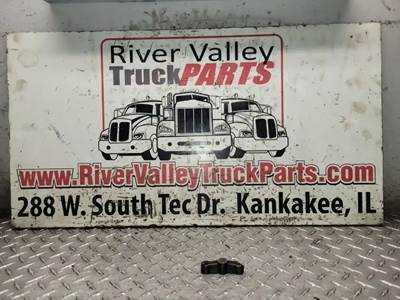 River Valley
TruckPARTS
www.RiverValleyTruckParts.com
288 W. South Tec Dr. Kankakee, IL